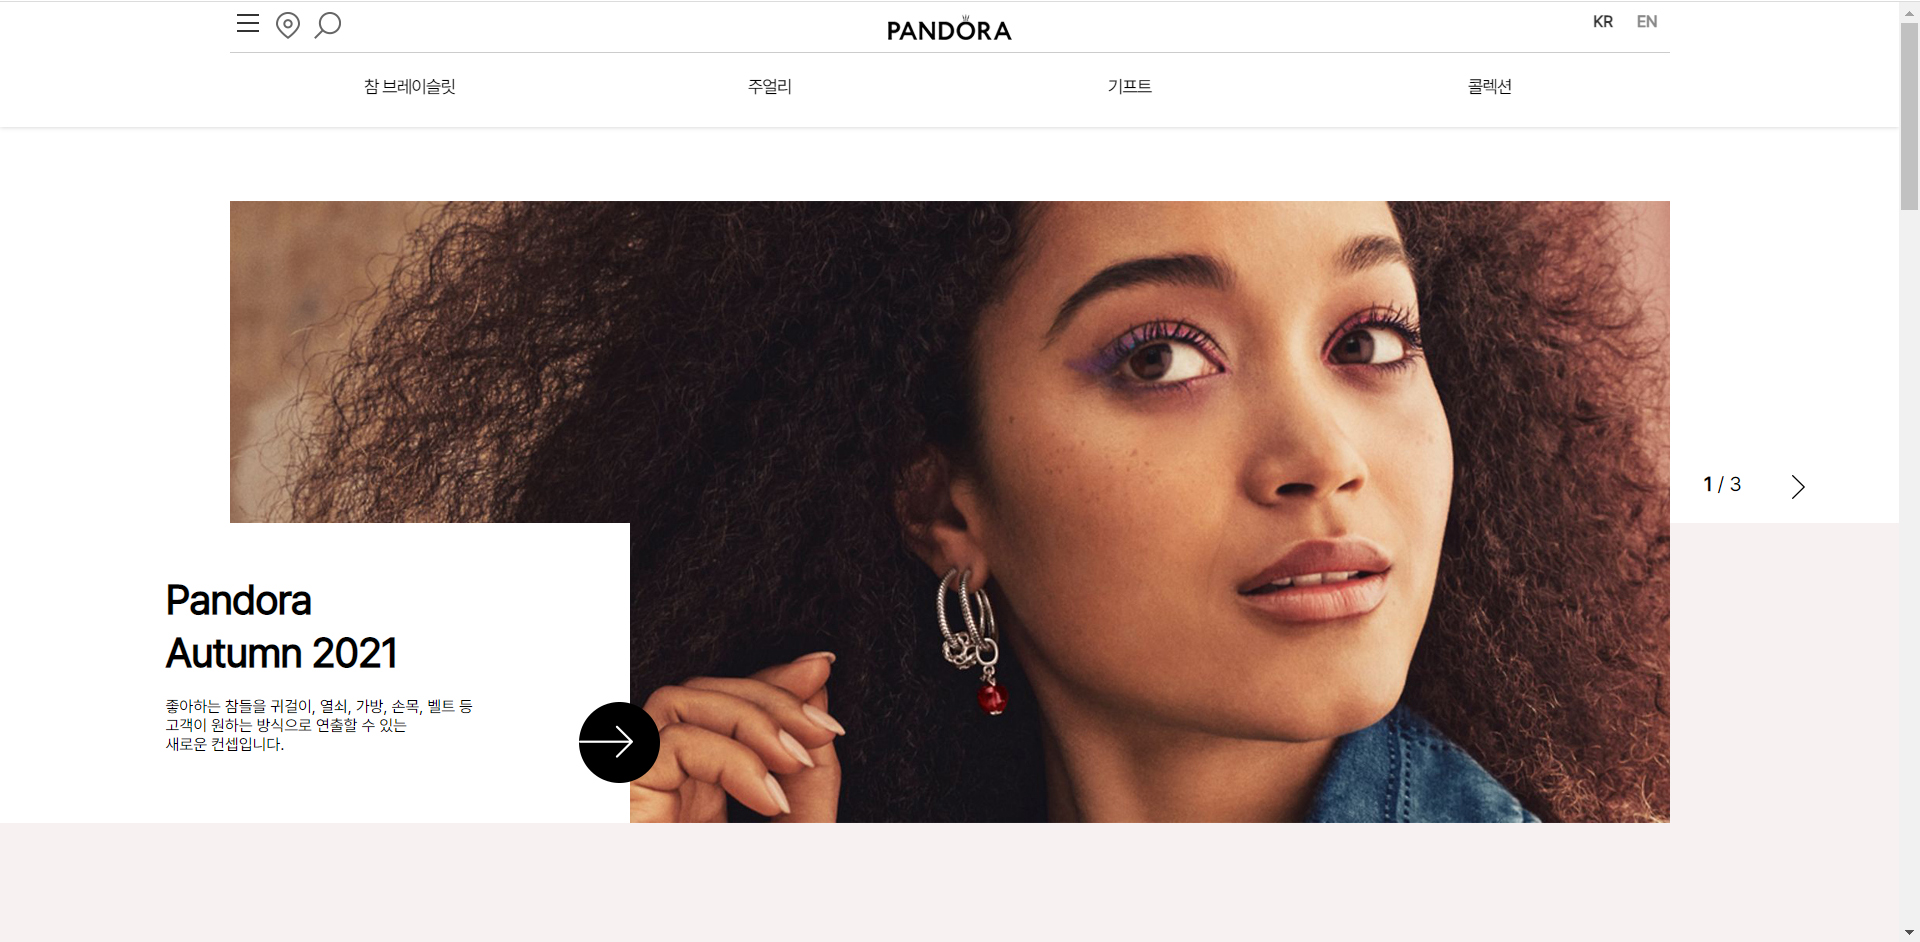 PANDORA
KR EN
참 브레이슬릿 주얼리 기프트 콜렉션
1 / 3
Pandora
Autumn 2021
좋아하는 참들을 귀걸이, 열쇠, 가방, 손목, 벨트 등
고객이 원하는 방식으로 연출할 수 있는
새로운 컨셉입니다.